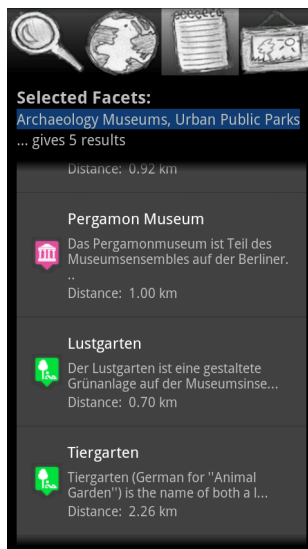 Selected Facets:
Archaeology Museums, Urban Public Parks
... gives 5 results
Distance: 0.92 km
Pergamon Museum
Das Pergamonmuseum ist Teil des
Museumsensembles auf der Berliner.
..
Distance: 1.00 km
Lustgarten
Der Lustgarten ist eine gestaltete
Grünanlage auf der Museumsinse...
Distance: 0.70 km
Tiergarten
Tiergarten (German for ''Animal
Garden'') is the name of both a l...
Distance: 2.26 km